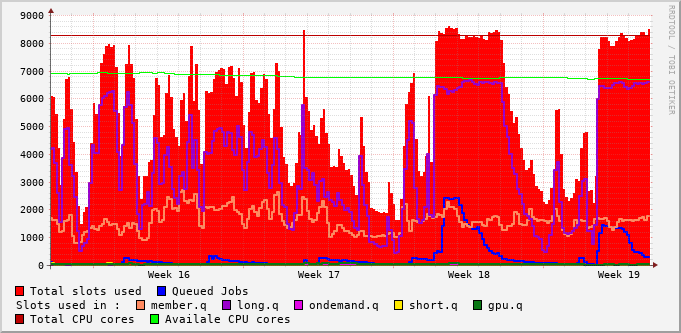 9000
8000
7000
6000
5000
4000
3000
2000
1000
0
Week 16 Week 17 Week 18 Week 19
RRDTOOL / TOBI OETIKER
Total slots used Queued Jobs
Slots used in : member.q long.q ondemand.q short.q gpu.q
Total CPU cores Availale CPU cores